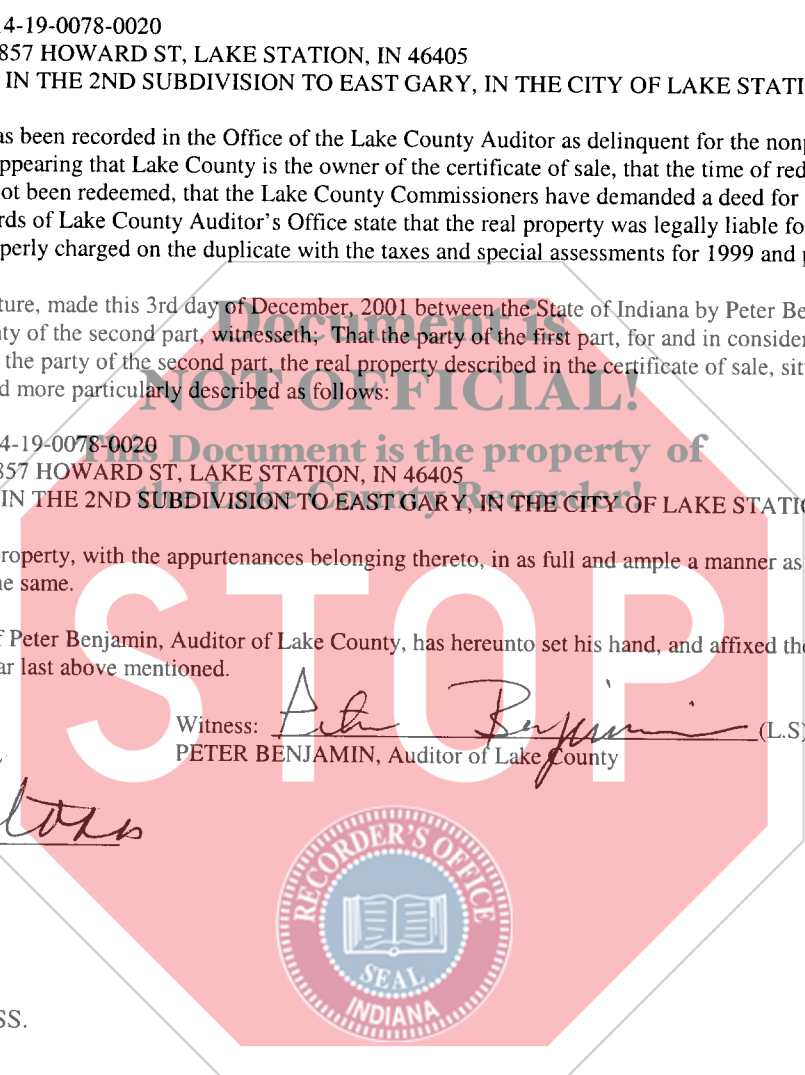 4-19-0078-0020
857 HOWARD ST, LAKE STATION, IN 46405
IN THE 2ND SUBDIVISION TO EAST GARY, IN THE CITY OF LAKE STATI
as been recorded in the Office of the Lake County Auditor as delinquent for the nonp
ppearing that Lake County is the owner of the certificate of sale, that the time of red
ot been redeemed, that the Lake County Commissioners have demanded a deed for
rds of Lake County Auditor's Office state that the real property was legally liable fo
perly charged on the duplicate with the taxes and special assessments for 1999 and p
ture, made this 3rd day of December, 2001 between the State of Indiana by Peter Be
nty of the second part, witnesseth; That the party of the first part, for and in consider
the party of the second part, the real property described in the certificate of sale, sit
d more particularly described as follows:
Document is
NOT OFFICIAL!
This Document is the property of
the Lake County Recorder!
4-19-0078-0020
857 HOWARD ST, LAKE STATION, IN 46405
IN THE 2ND SUBDIVISION TO EAST GARY, IN THE CITY OF LAKE STATIO
roperty, with the appurtenances belonging thereto, in as full and ample a manner as
he same.
STOP
f Peter Benjamin, Auditor of Lake County, has hereunto set his hand, and affixed the
ar last above mentioned.
Witness: Peter Benjamin (L.S)
PETER BENJAMIN, Auditor of Lake County
RECORDER'S OFFICE
SEAL
INDIANA
SS.